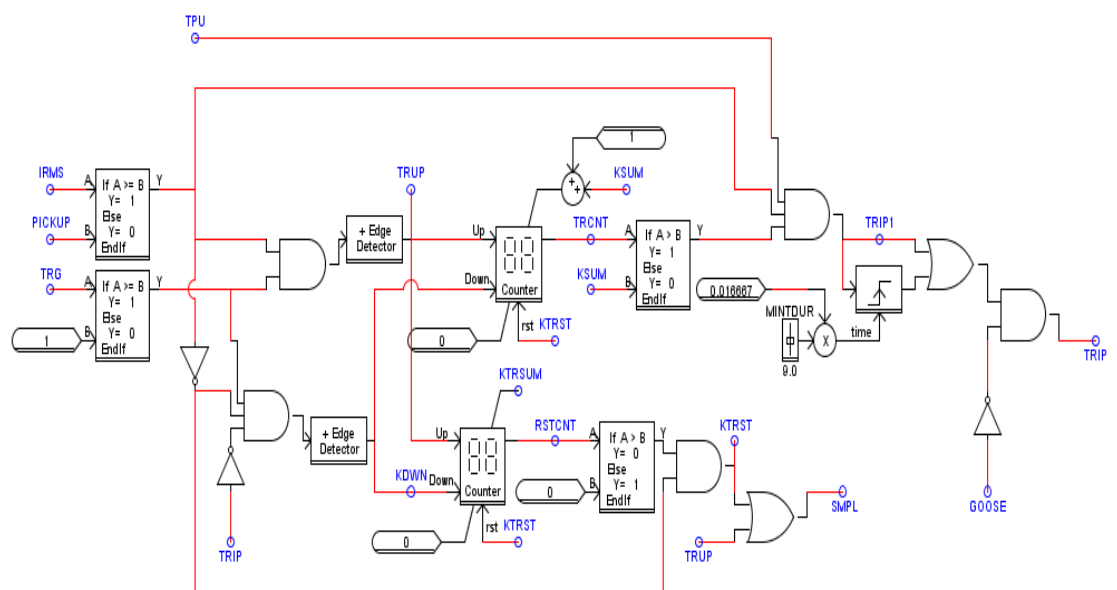 TPU
1
IRMS
A
If A >= B
Y= 1
Else
Y= 0
EndIf
Y
PICKUP
B
TRUP
+
+
KSUM
TRG
A
If A >= B
Y= 1
Else
Y= 0
EndIf
Y
1
B
+ Edge
Detector
Up
Down
Counter
rst
KTRST
0
TRCNT
KSUM
A
B
If A > B
Y= 1
Else
Y= 0
EndIf
Y
0.016667
MINTDUR
9.0
X
time
TRIP1
TRIP
GOOSE
+ Edge
Detector
TRIP
KTRSUM
Up
KDWN
Down
Counter
rst
KTRST
0
RSTCNT
A
0
B
If A > B
Y= 0
Else
Y= 1
EndIf
Y
KTRST
TRUP
SMPL